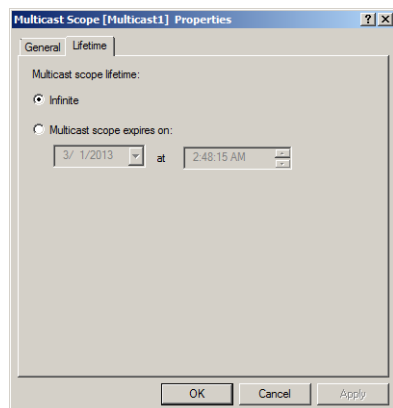 Multicast Scope [Multicast1] Properties
General Lifetime
Multicast scope lifetime:
Infinite
Multicast scope expires on:
3/ 1/2013 at 2:48:15 AM
OK Cancel Apply